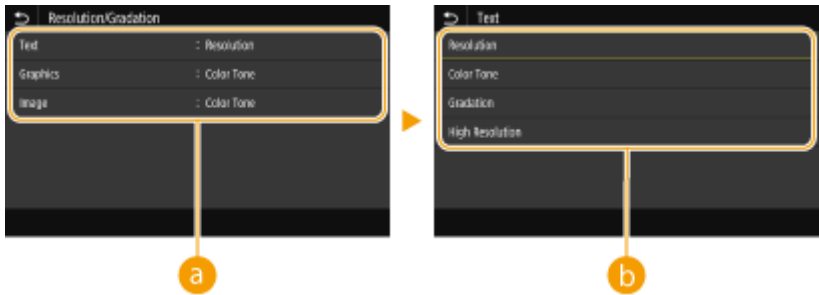 Resolution/Gradation
Text : Resolution
Graphics : Color Tone
Image : Color Tone
a
Text
Resolution
Color Tone
Gradation
High Resolution
b